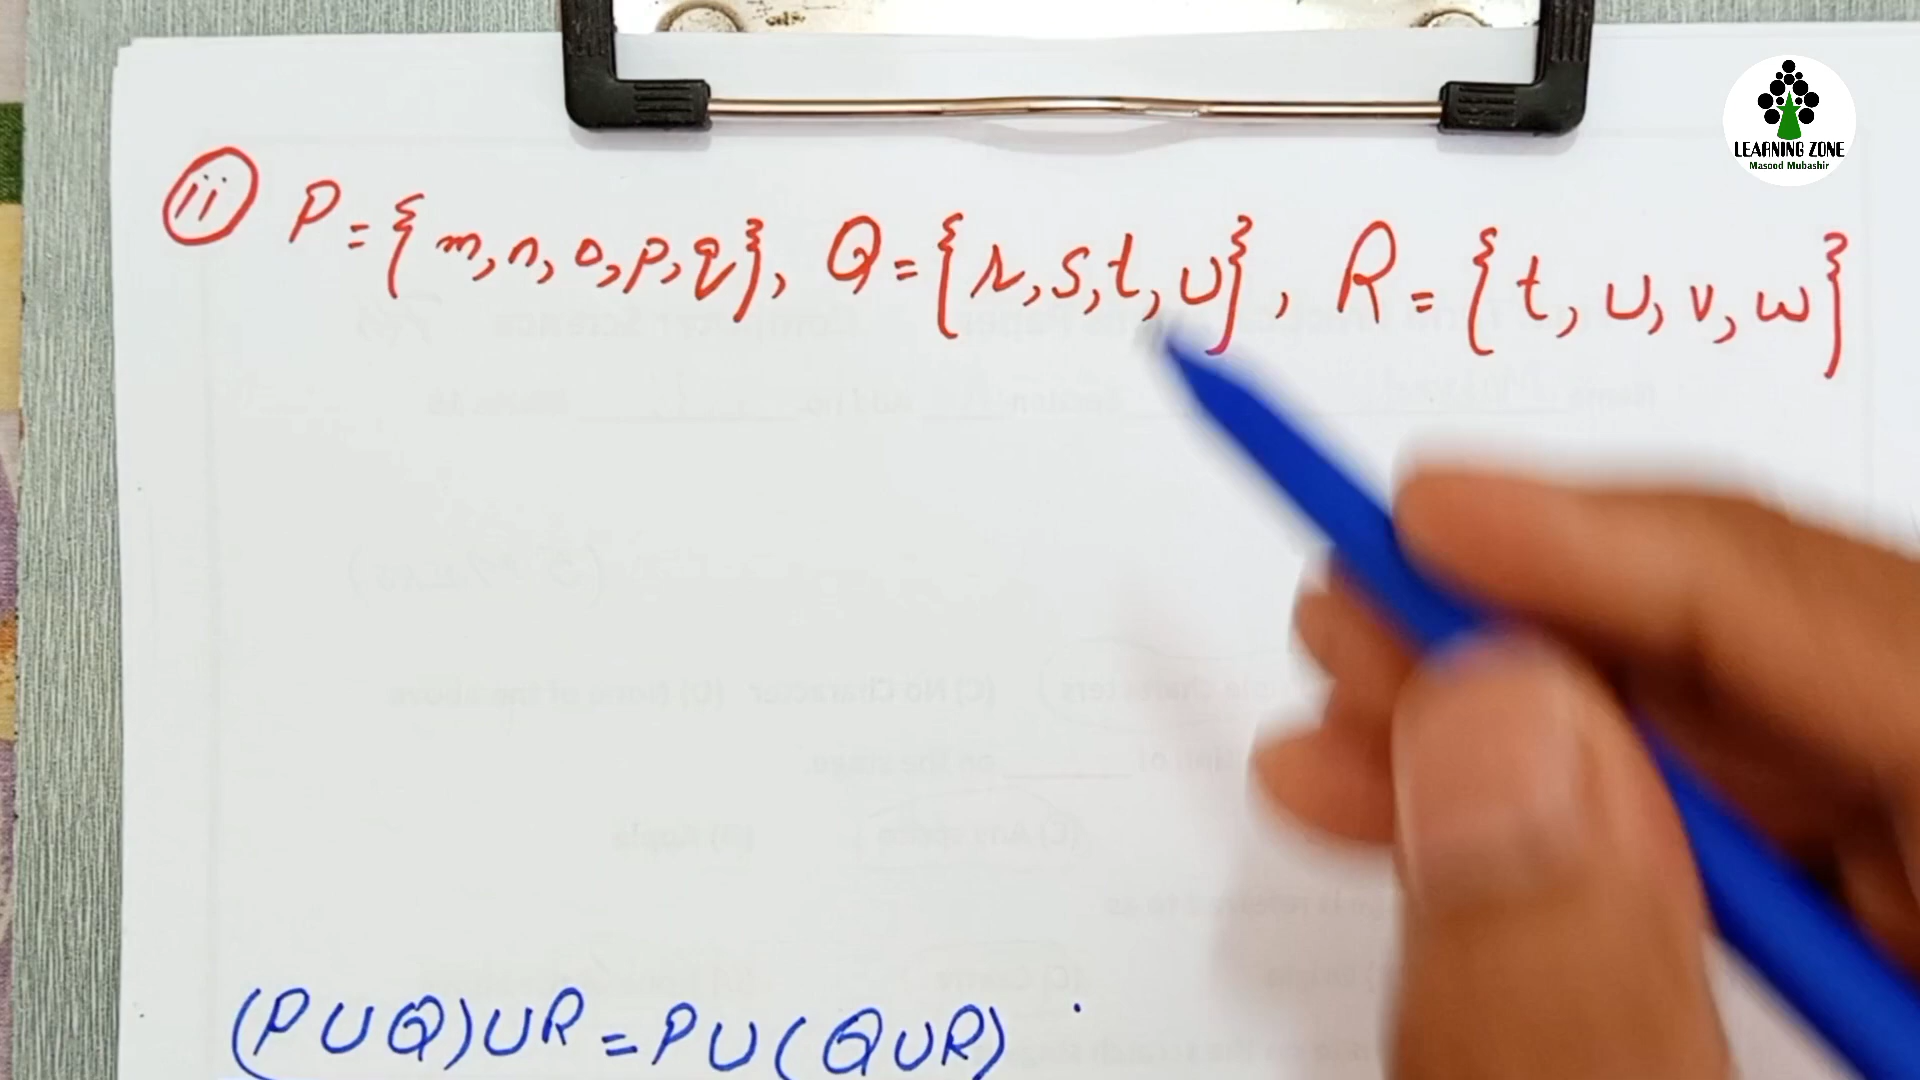 ii P = {m, n, o, p, q}, Q = {r, s, t, u}, R = {t, u, v, w}
(P ∪ Q) ∪ R = P ∪ (Q ∪ R)
LEARNING ZONE
Masood Mubashir